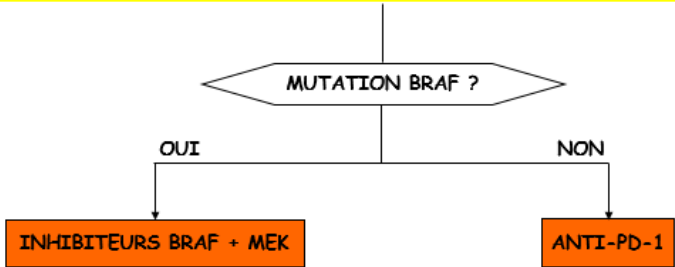 MUTATION BRAF ?
OUI
NON
INHIBITEURS BRAF + MEK
ANTI-PD-1